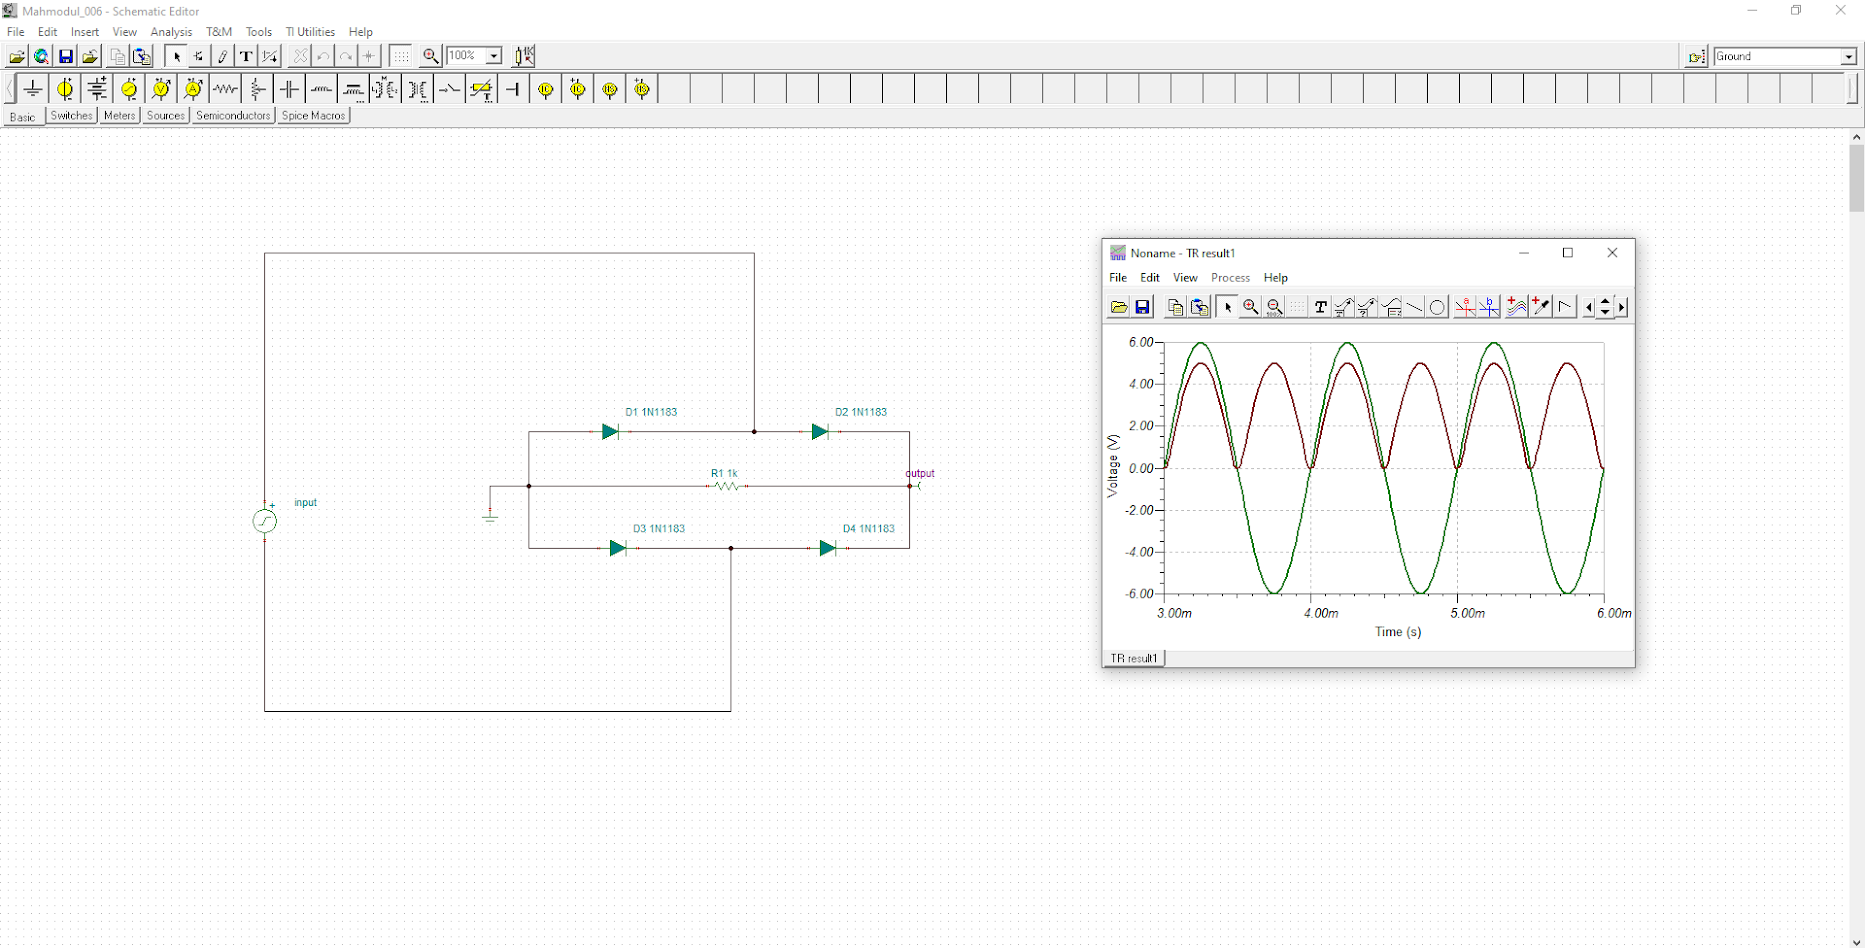 Mahmodul_006 - Schematic Editor
File Edit Insert View Analysis T&M Tools TI Utilities Help
100%
Ground
Basic Switches Meters Sources Semiconductors Spice Macros
Noname - TR result1
File Edit View Process Help
D1 1N1183
D2 1N1183
R1 1k
output
input
D3 1N1183
D4 1N1183
6.00
4.00
2.00
0.00
-2.00
-4.00
-6.00
Voltage (V)
3.00m 4.00m 5.00m 6.00m
Time (s)
TR result1